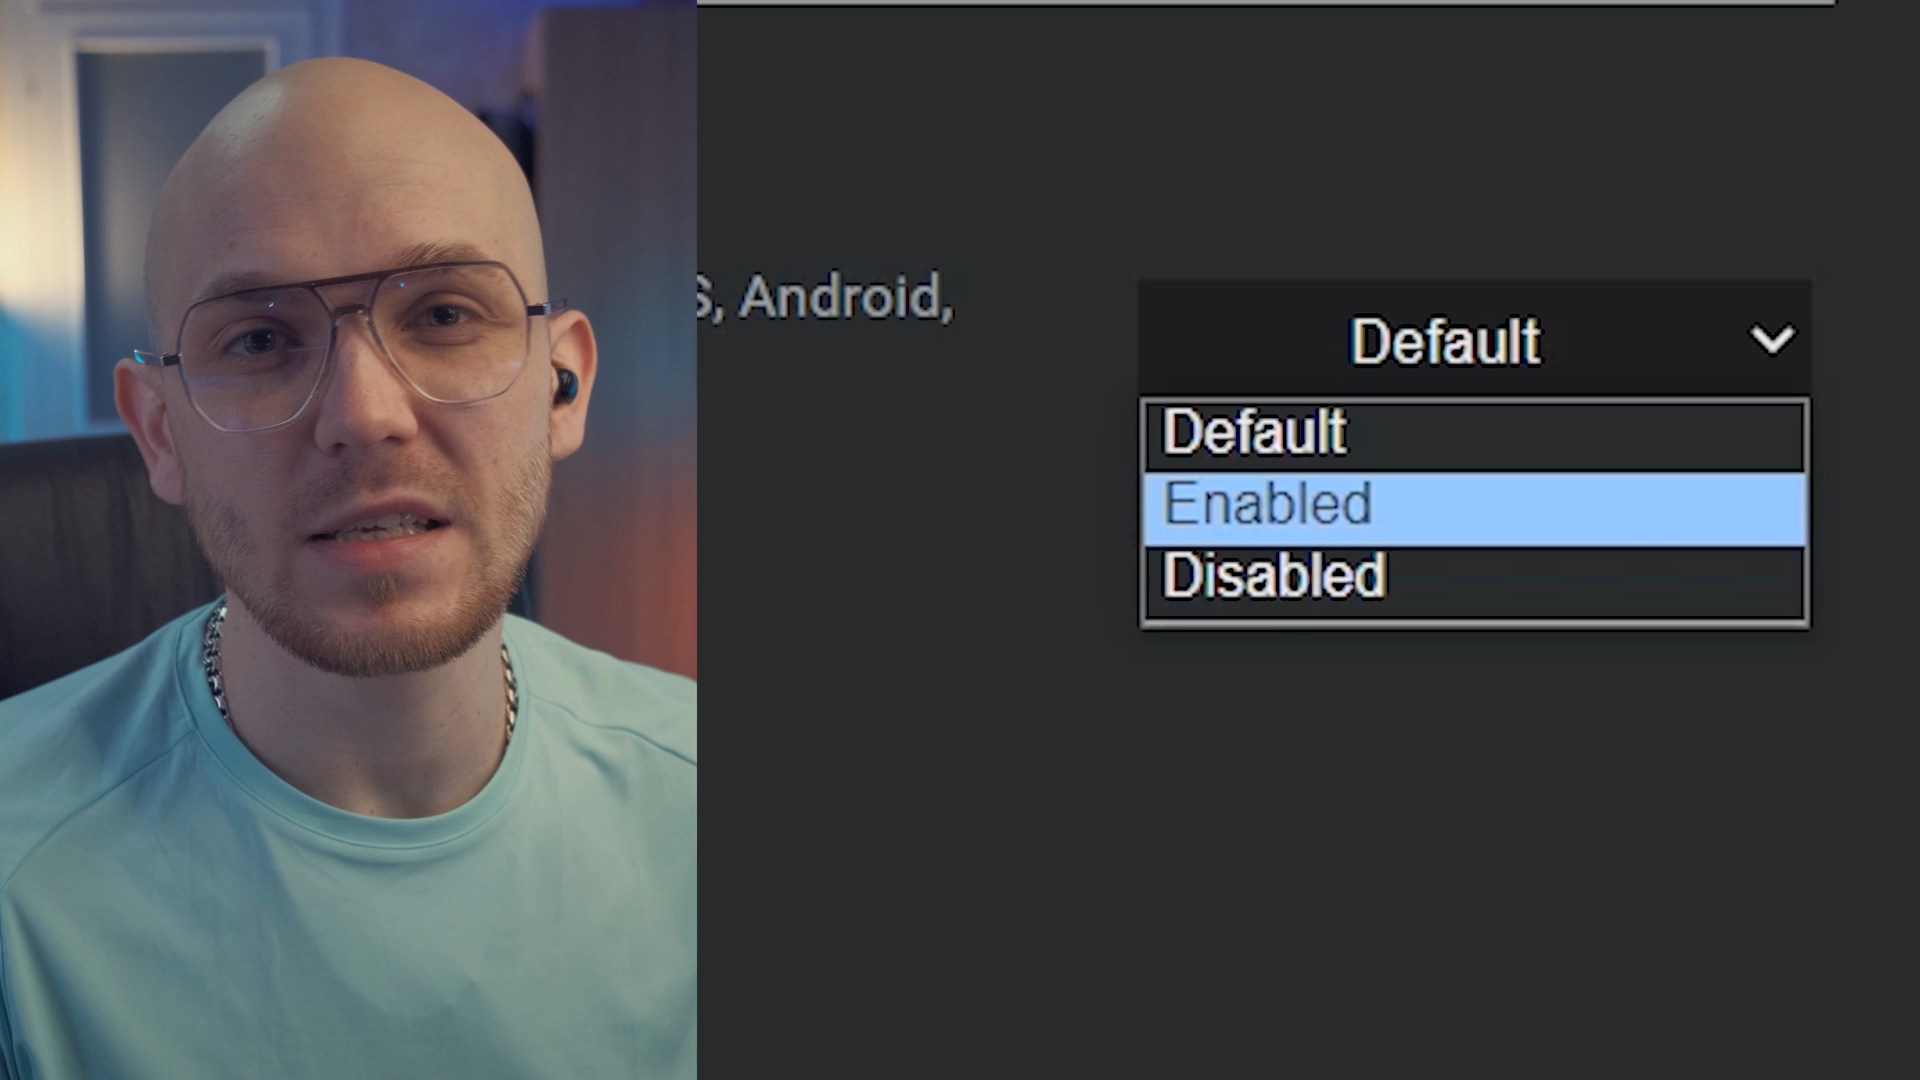 S, Android,
Default
Default
Enabled
Disabled